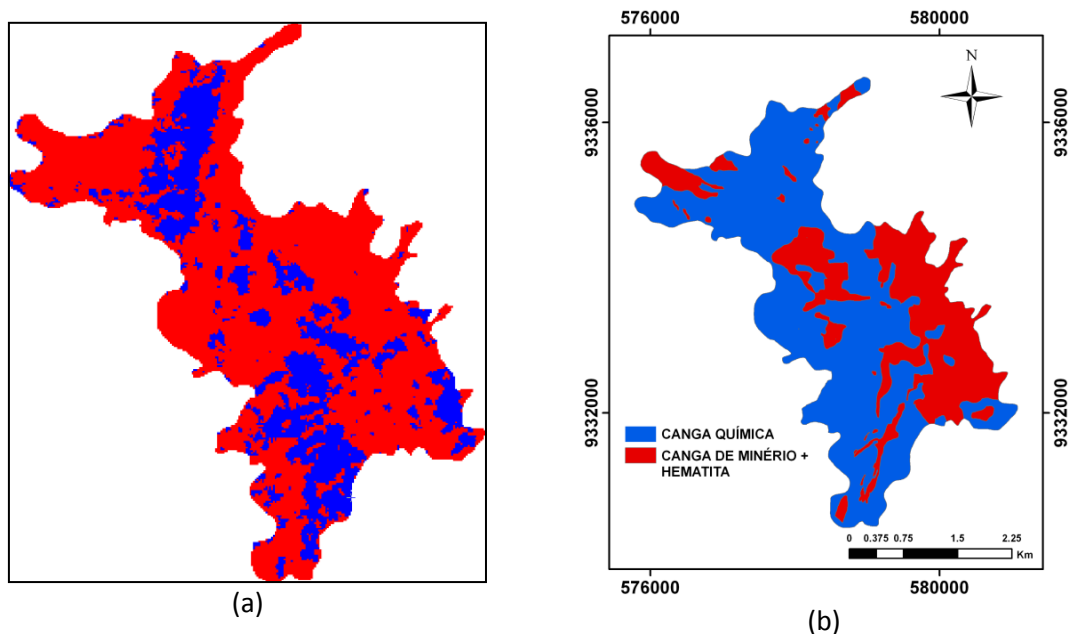 576000
580000
N
9336000
9336000
9332000
9332000
CANGA QUÍMICA
CANGA DE MINÉRIO +
HEMATITA
0 0.375 0.75 1.5 2.25
Km
576000
580000
(a)
(b)